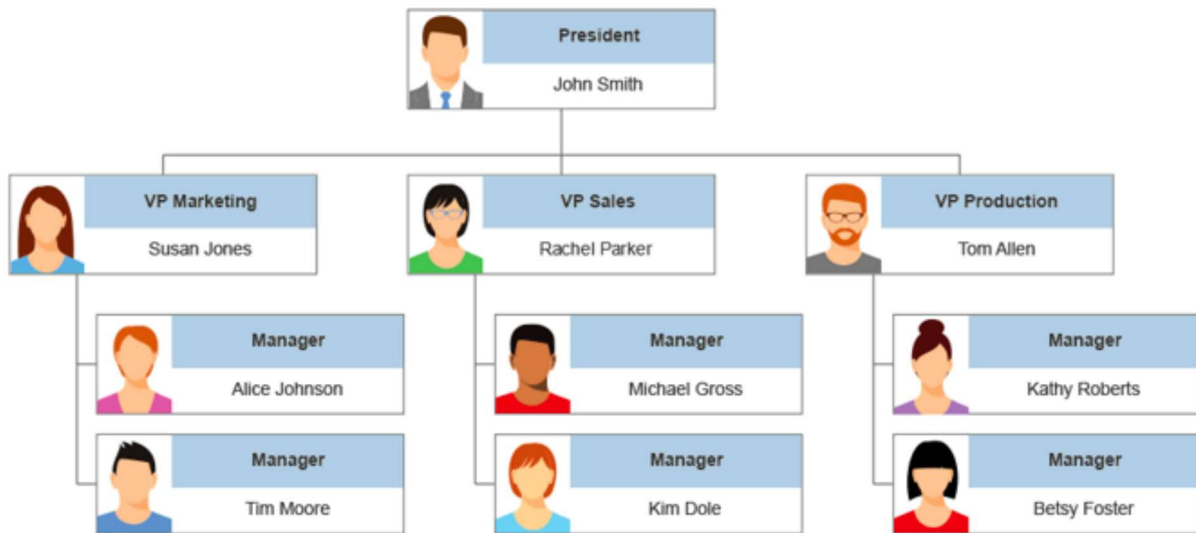 President
John Smith
VP Marketing
Susan Jones
VP Sales
Rachel Parker
VP Production
Tom Allen
Manager
Alice Johnson
Manager
Michael Gross
Manager
Kathy Roberts
Manager
Tim Moore
Manager
Kim Dole
Manager
Betsy Foster